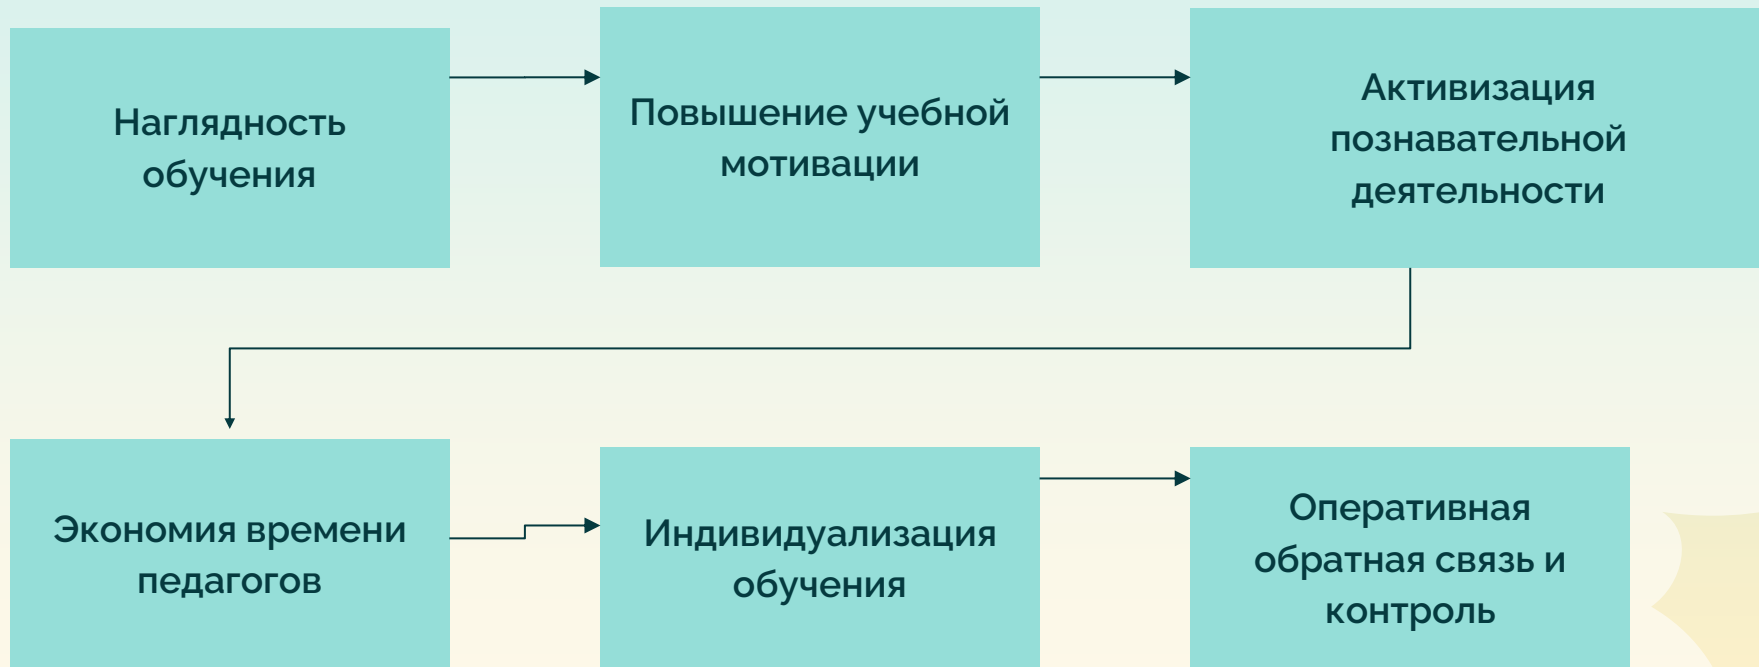 Наглядность
обучения
Повышение учебной
мотивации
Активизация
познавательной
деятельности
Экономия времени
педагогов
Индивидуализация
обучения
Оперативная
обратная связь и
контроль